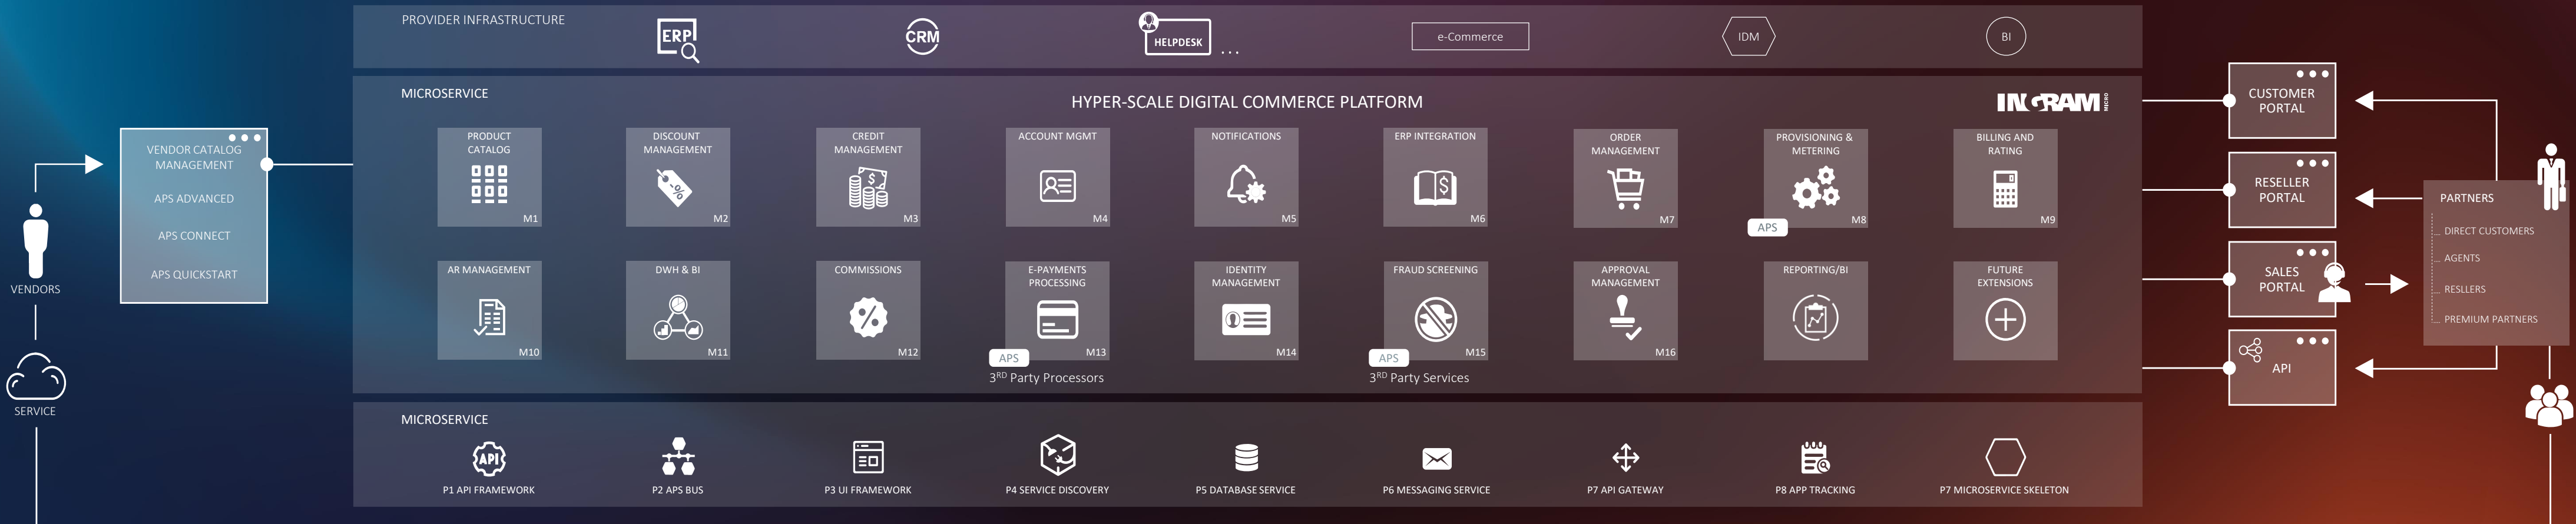 PROVIDER INFRASTRUCTURE
ERP
CRM
HELPDESK
...
e-Commerce
IDM
BI
MICROSERVICE
HYPER-SCALE DIGITAL COMMERCE PLATFORM
INGRAM MICRO
PRODUCT
CATALOG
M1
DISCOUNT
MANAGEMENT
%
M2
CREDIT
MANAGEMENT
$
M3
ACCOUNT MGMT
M4
NOTIFICATIONS
M5
ERP INTEGRATION
$
M6
ORDER
MANAGEMENT
M7
PROVISIONING &
METERING
M8
APS
BILLING AND
RATING
M9
AR MANAGEMENT
M10
DWH & BI
M11
COMMISSIONS
%
M12
E-PAYMENTS
PROCESSING
M13
APS
3RD Party Processors
IDENTITY
MANAGEMENT
M14
FRAUD SCREENING
M15
APS
3RD Party Services
APPROVAL
MANAGEMENT
M16
REPORTING/BI
FUTURE
EXTENSIONS
MICROSERVICE
API
P1 API FRAMEWORK
P2 APS BUS
P3 UI FRAMEWORK
P4 SERVICE DISCOVERY
P5 DATABASE SERVICE
P6 MESSAGING SERVICE
P7 API GATEWAY
P8 APP TRACKING
P7 MICROSERVICE SKELETON
VENDOR CATALOG
MANAGEMENT
APS ADVANCED
APS CONNECT
APS QUICKSTART
VENDORS
SERVICE
CUSTOMER
PORTAL
RESELLER
PORTAL
SALES
PORTAL
API
PARTNERS
DIRECT CUSTOMERS
AGENTS
RESLLERS
PREMIUM PARTNERS